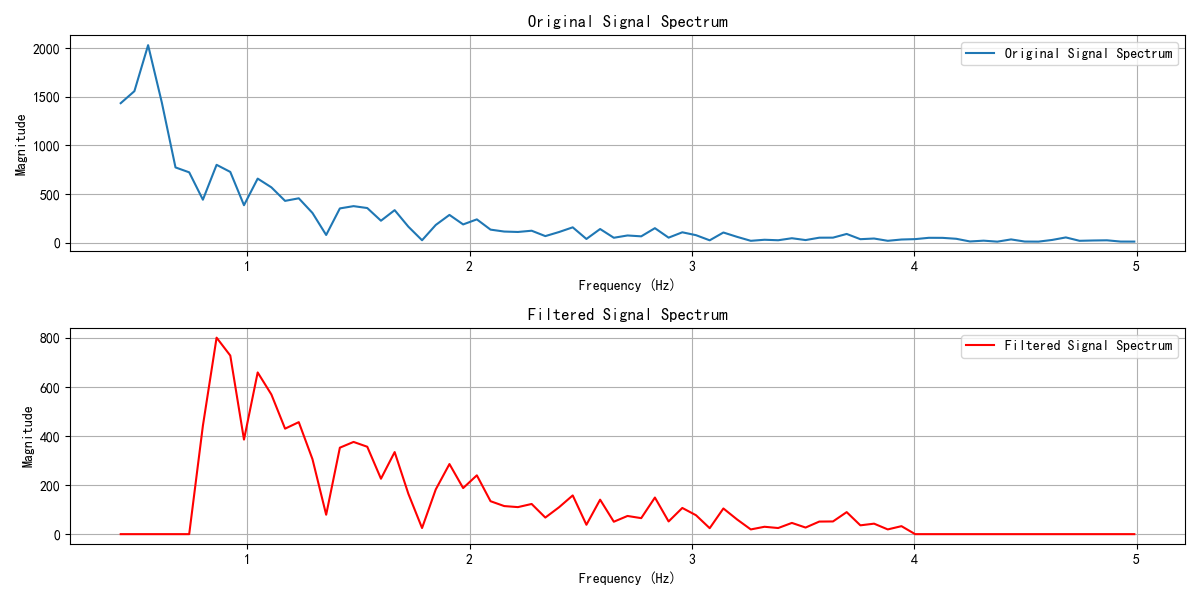 Original Signal Spectrum
2000
1500
1000
500
0
Magnitude
Original Signal Spectrum
1 2 3 4 5
Frequency (Hz)
Filtered Signal Spectrum
800
600
400
200
0
Magnitude
Filtered Signal Spectrum
1 2 3 4 5
Frequency (Hz)